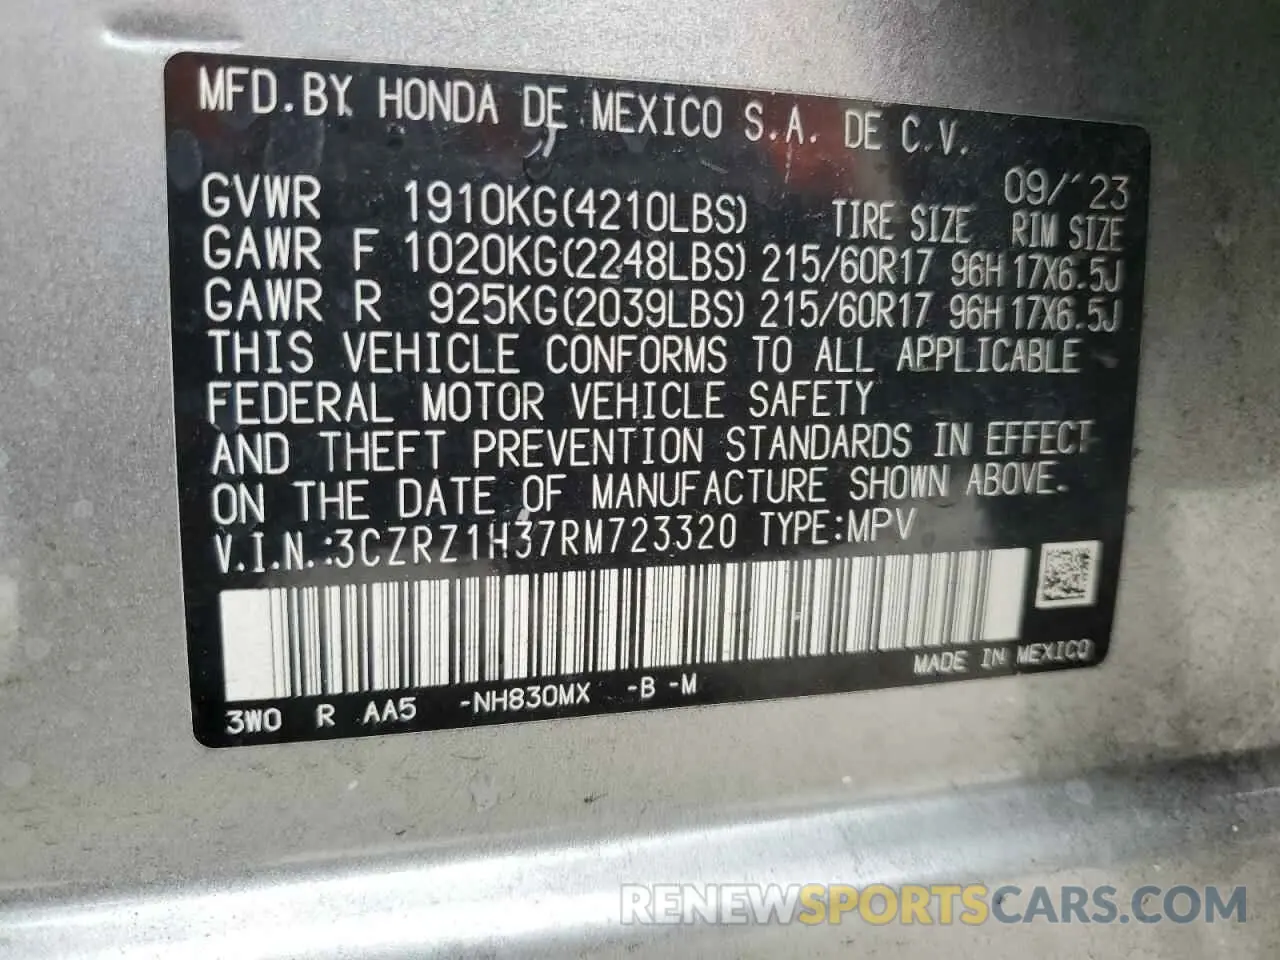 MFD.BY HONDA DE MEXICO S.A. DE C.V.
09/'23
GVWR 1910KG(4210LBS) TIRE SIZE RIM SIZE
GAWR F 1020KG(2248LBS) 215/60R17 96H 17X6.5J
GAWR R 925KG(2039LBS) 215/60R17 96H 17X6.5J
THIS VEHICLE CONFORMS TO ALL APPLICABLE
FEDERAL MOTOR VEHICLE SAFETY
AND THEFT PREVENTION STANDARDS IN EFFECT
ON THE DATE OF MANUFACTURE SHOWN ABOVE.
V.I.N.:3CZRZ1H37RM723320 TYPE:MPV
MADE IN MEXICO
3W0 R AA5 -NH830MX -B -M
RENEWSPORTSCARS.COM